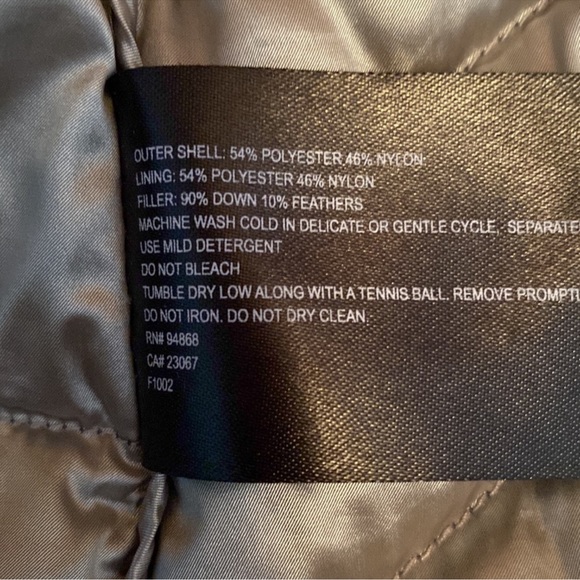 OUTER SHELL: 54% POLYESTER 46% NYLON
LINING: 54% POLYESTER 46% NYLON
FILLER: 90% DOWN 10% FEATHERS
MACHINE WASH COLD IN DELICATE OR GENTLE CYCLE, SEPARATE
USE MILD DETERGENT
DO NOT BLEACH
TUMBLE DRY LOW ALONG WITH A TENNIS BALL. REMOVE PROMPT
DO NOT IRON. DO NOT DRY CLEAN.
RN# 94868
CA# 23067
F1002